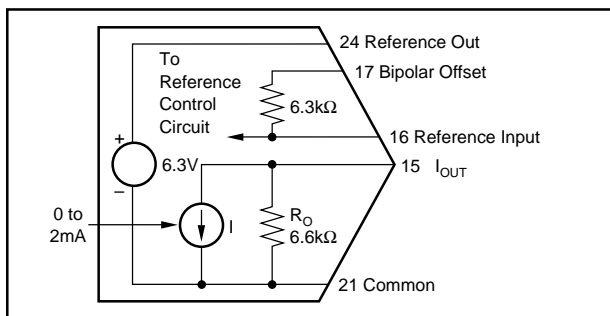 24 Reference Out
17 Bipolar Offset
To
Reference
Control
Circuit
6.3kΩ
16 Reference Input
+
6.3V
–
15 I_OUT
0 to
2mA
I
R_O
6.6kΩ
21 Common